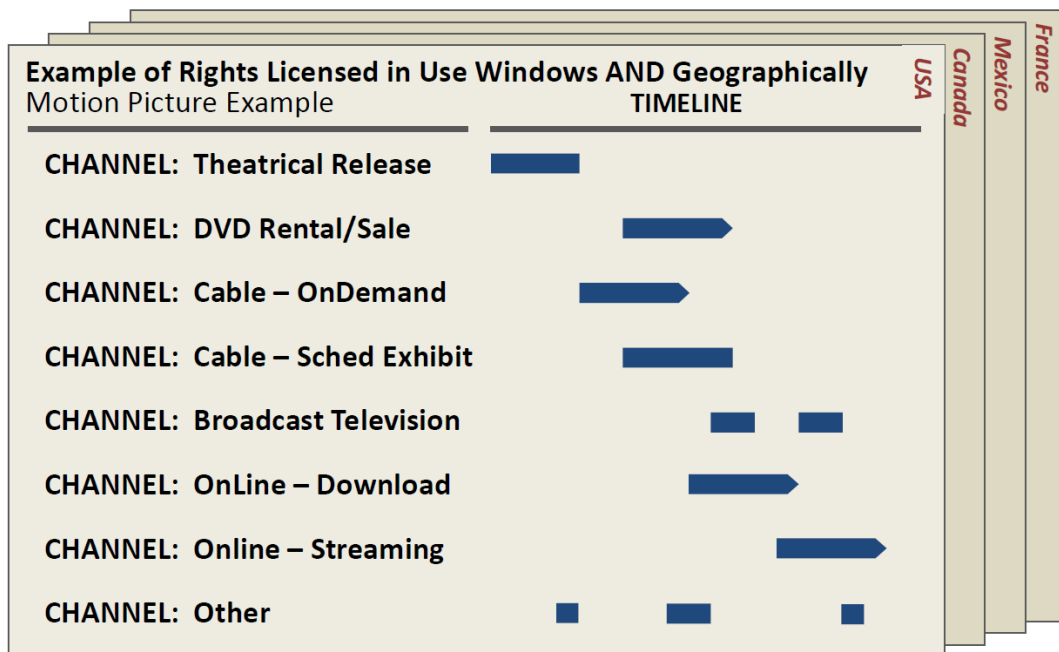 Example of Rights Licensed in Use Windows AND Geographically
Motion Picture Example
TIMELINE
CHANNEL: Theatrical Release
CHANNEL: DVD Rental/Sale
CHANNEL: Cable – OnDemand
CHANNEL: Cable – Sched Exhibit
CHANNEL: Broadcast Television
CHANNEL: OnLine – Download
CHANNEL: Online – Streaming
CHANNEL: Other
USA
Canada
Mexico
France